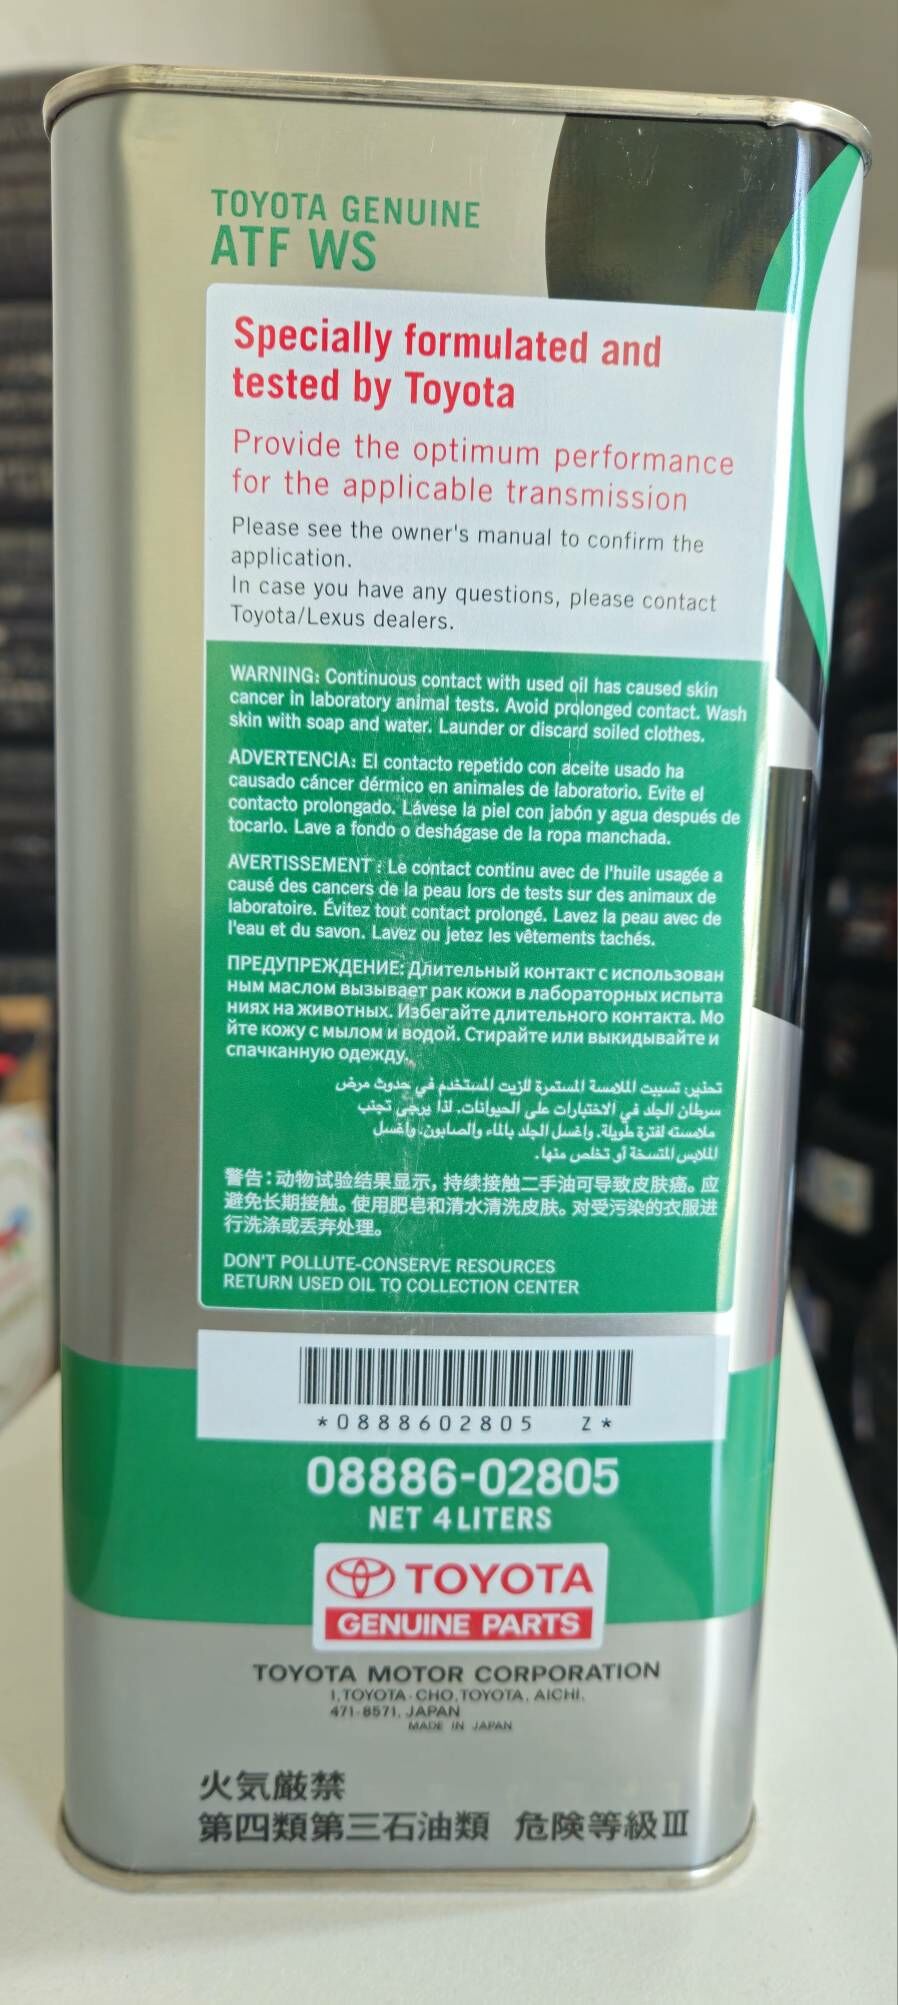 TOYOTA GENUINE
ATF WS
Specially formulated and
tested by Toyota
Provide the optimum performance
for the applicable transmission
Please see the owner's manual to confirm the
application.
In case you have any questions, please contact
Toyota/Lexus dealers.
WARNING: Continuous contact with used oil has caused skin
cancer in laboratory animal tests. Avoid prolonged contact. Wash
skin with soap and water. Launder or discard soiled clothes.
ADVERTENCIA: El contacto repetido con aceite usado ha
causado cáncer dérmico en animales de laboratorio. Evite el
contacto prolongado. Lávese la piel con jabón y agua después de
tocarlo. Lave a fondo o deshágase de la ropa manchada.
AVERTISSEMENT : Le contact continu avec de l'huile usagée a
causé des cancers de la peau lors de tests sur des animaux de
laboratoire. Évitez tout contact prolongé. Lavez la peau avec de
l'eau et du savon. Lavez ou jetez les vêtements tachés.
ПРЕДУПРЕЖДЕНИЕ: Длительный контакт с использован
ным маслом вызывает рак кожи в лабораторных испыта
ниях на животных. Избегайте длительного контакта. Мо
йте кожу с мылом и водой. Стирайте или выкидывайте и
спачканную одежду.
تحذير: تسببت الملامسة المستمرة للزيت المستخدم في حدوث مرض
سرطان الجلد في الاختبارات على الحيوانات. لذا يرجى تجنب
ملامسته لفترة طويلة. واغسل الجلد بالماء والصابون. واغسل
الملابس المتسخة أو تخلص منها.
警告：动物试验结果显示，持续接触二手油可导致皮肤癌。应
避免长期接触。使用肥皂和清水清洗皮肤。对受污染的衣服进
行洗涤或丢弃处理。
DON'T POLLUTE-CONSERVE RESOURCES
RETURN USED OIL TO COLLECTION CENTER
*0888602805 Z*
08886-02805
NET 4 LITERS
TOYOTA
GENUINE PARTS
TOYOTA MOTOR CORPORATION
1, TOYOTA-CHO, TOYOTA, AICHI,
471-8571, JAPAN
MADE IN JAPAN
火気厳禁
第四類第三石油類 危険等級Ⅲ